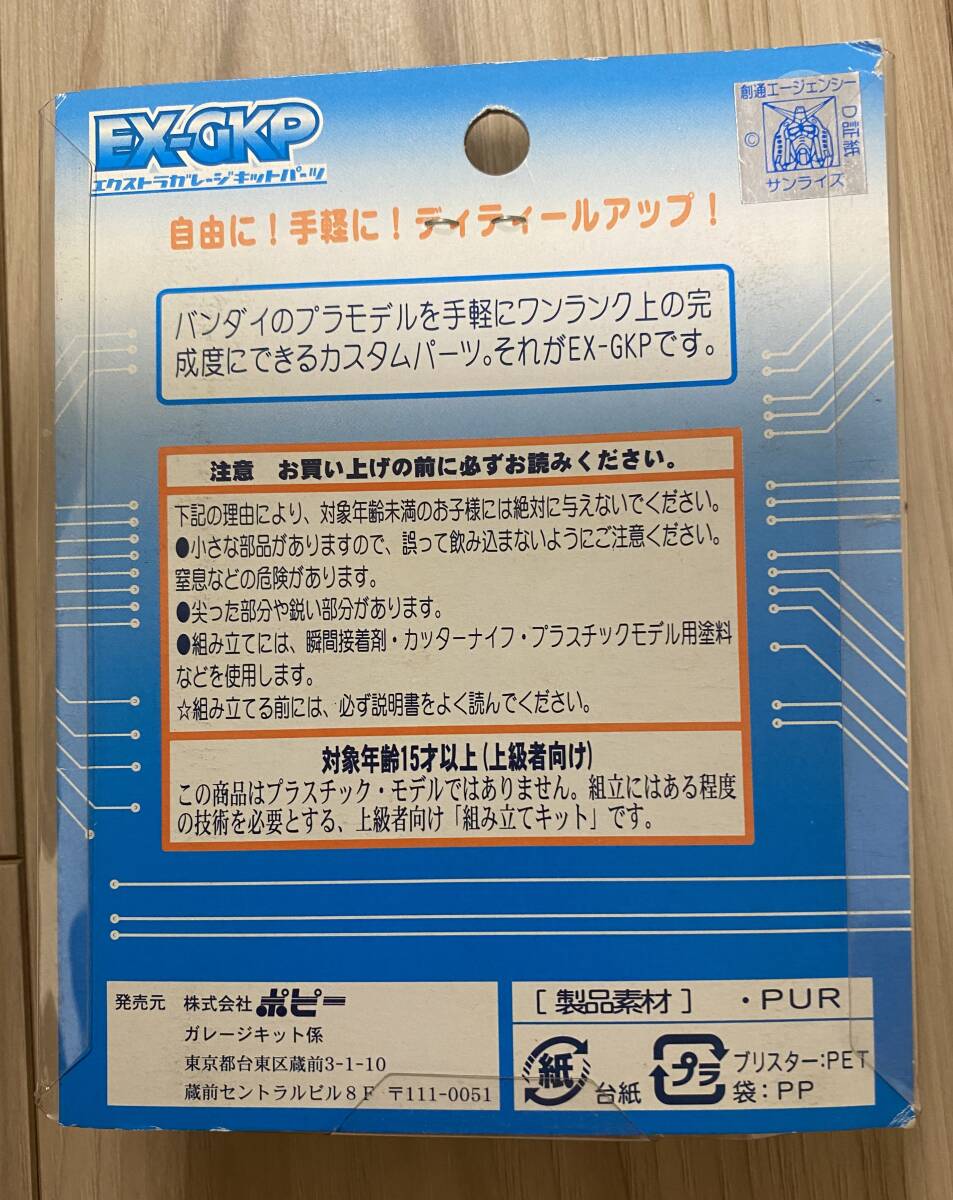 EX-GKP
エクストラガレージキットパーツ
創通エージェンシー
D証紙
©
サンライズ
自由に!手軽に!ディティールアップ!
バンダイのプラモデルを手軽にワンランク上の完
成度にできるカスタムパーツ。それがEX-GKPです。
注意 お買い上げの前に必ずお読みください。
下記の理由により、対象年齢未満のお子様には絶対に与えないでください。
●小さな部品がありますので、誤って飲み込まないようにご注意ください。
窒息などの危険があります。
●尖った部分や鋭い部分があります。
●組み立てには、瞬間接着剤・カッターナイフ・プラスチックモデル用塗料
などを使用します。
☆組み立てる前には、必ず説明書をよく読んでください。
対象年齢15才以上(上級者向け)
この商品はプラスチック・モデルではありません。組立にはある程度
の技術を必要とする、上級者向け「組み立てキット」です。
発売元 株式会社ポピー
ガレージキット係
東京都台東区蔵前3-1-10
蔵前セントラルビル8F 〒111-0051
[製品素材] ・PUR
紙 台紙
プラ ブリスター:PET
袋:PP